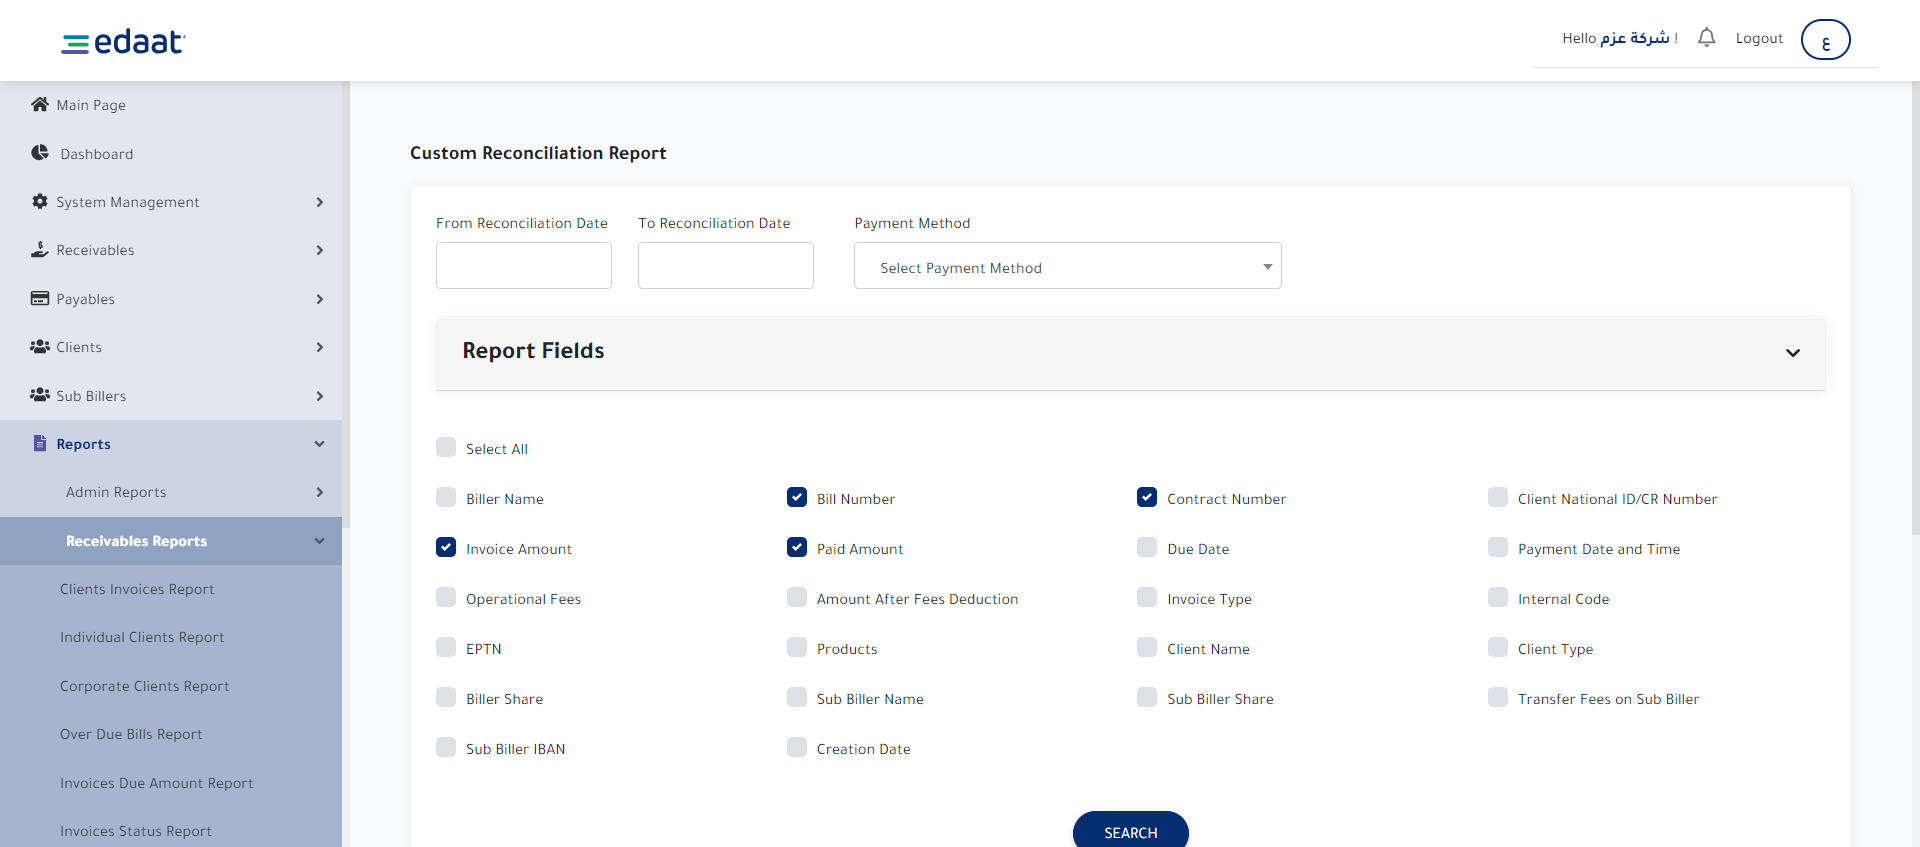 edaat
Hello شركة عزم !
Logout
ع
Main Page
Dashboard
System Management
Receivables
Payables
Clients
Sub Billers
Reports
Admin Reports
Receivables Reports
Clients Invoices Report
Individual Clients Report
Corporate Clients Report
Over Due Bills Report
Invoices Due Amount Report
Invoices Status Report
Custom Reconciliation Report
From Reconciliation Date
To Reconciliation Date
Payment Method
Select Payment Method
Report Fields
Select All
Biller Name
Bill Number
Contract Number
Client National ID/CR Number
Invoice Amount
Paid Amount
Due Date
Payment Date and Time
Operational Fees
Amount After Fees Deduction
Invoice Type
Internal Code
EPTN
Products
Client Name
Client Type
Biller Share
Sub Biller Name
Sub Biller Share
Transfer Fees on Sub Biller
Sub Biller IBAN
Creation Date
SEARCH